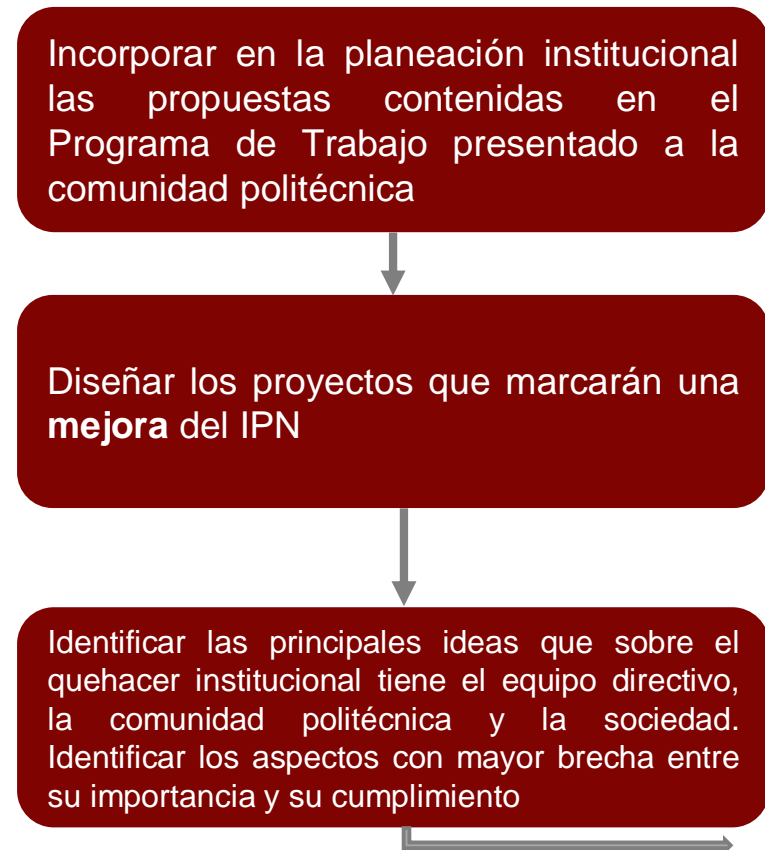 Incorporar en la planeación institucional
las propuestas contenidas en el
Programa de Trabajo presentado a la
comunidad politécnica
Diseñar los proyectos que marcarán una
mejora del IPN
Identificar las principales ideas que sobre el
quehacer institucional tiene el equipo directivo,
la comunidad politécnica y la sociedad.
Identificar los aspectos con mayor brecha entre
su importancia y su cumplimiento